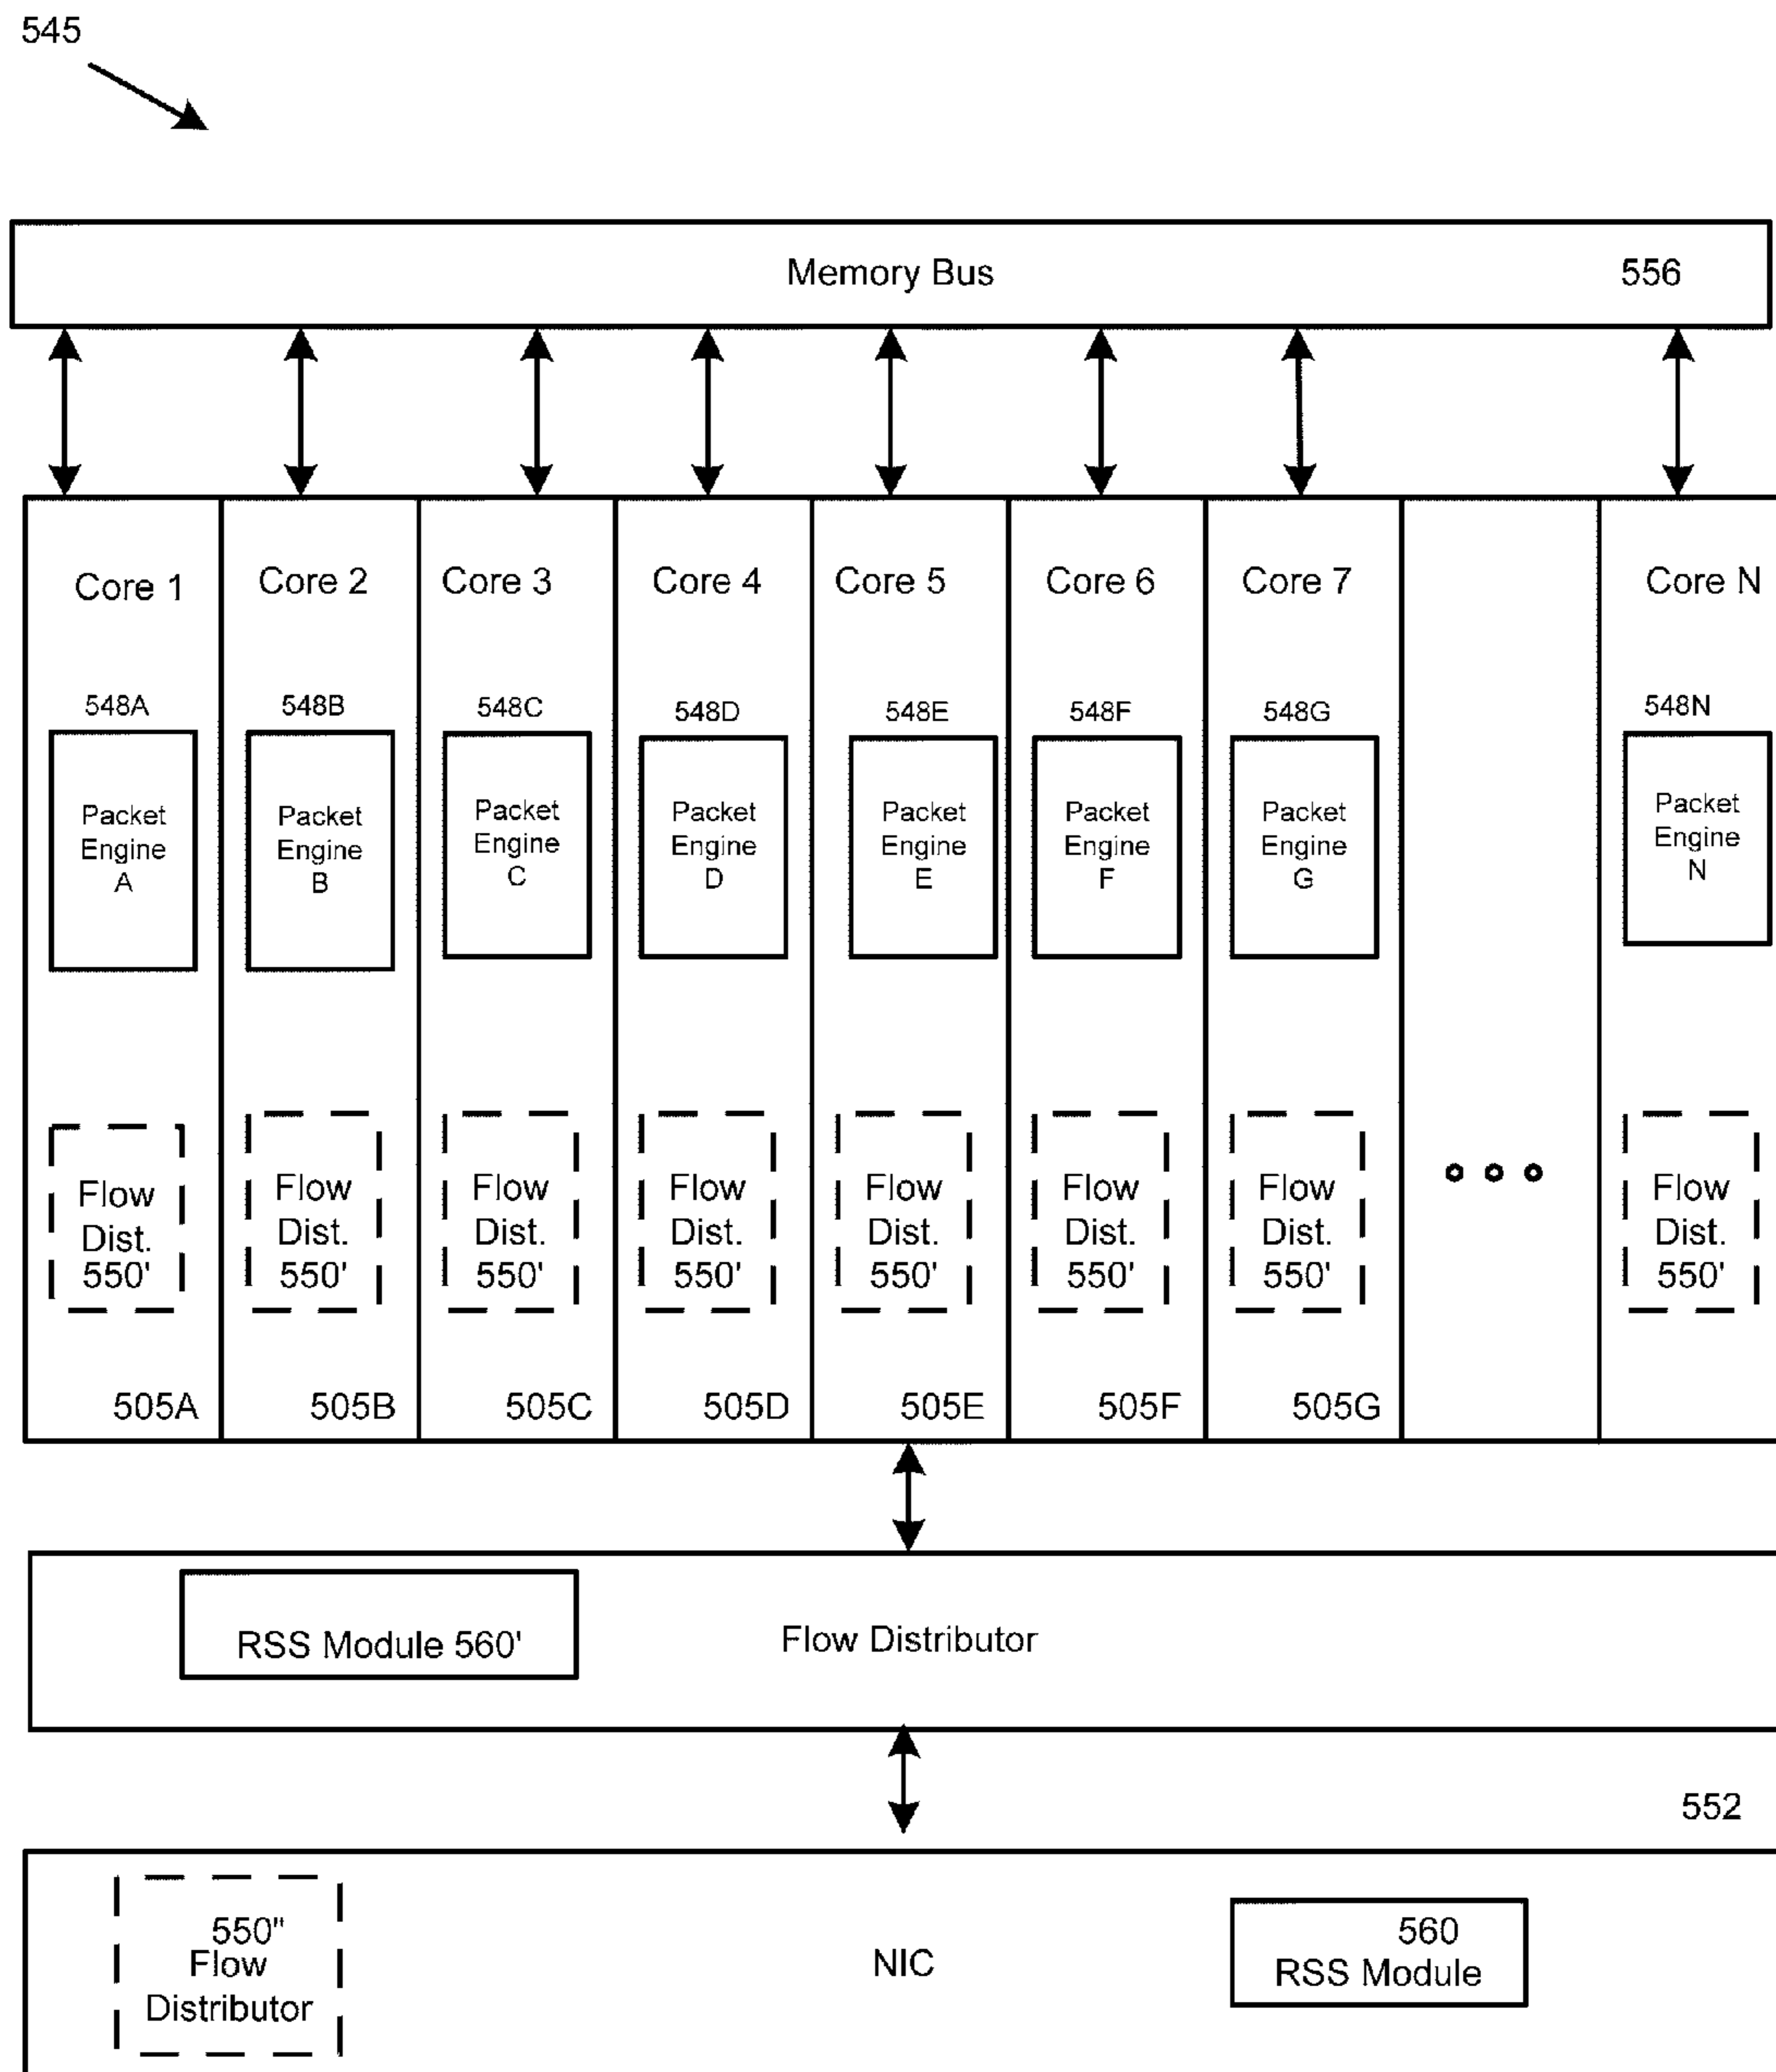 545
Memory Bus 556
Core 1 Core 2 Core 3 Core 4 Core 5 Core 6 Core 7 Core N
548A 548B 548C 548D 548E 548F 548G 548N
Packet Packet Packet Packet Packet Packet Packet Packet
Engine Engine Engine Engine Engine Engine Engine Engine
A B C D E F G N
Flow Flow Flow Flow Flow Flow Flow Flow
Dist. Dist. Dist. Dist. Dist. Dist. Dist. Dist.
550' 550' 550' 550' 550' 550' 550' 550'
505A 505B 505C 505D 505E 505F 505G
RSS Module 560' Flow Distributor
552
550" 560
Flow NIC RSS Module
Distributor